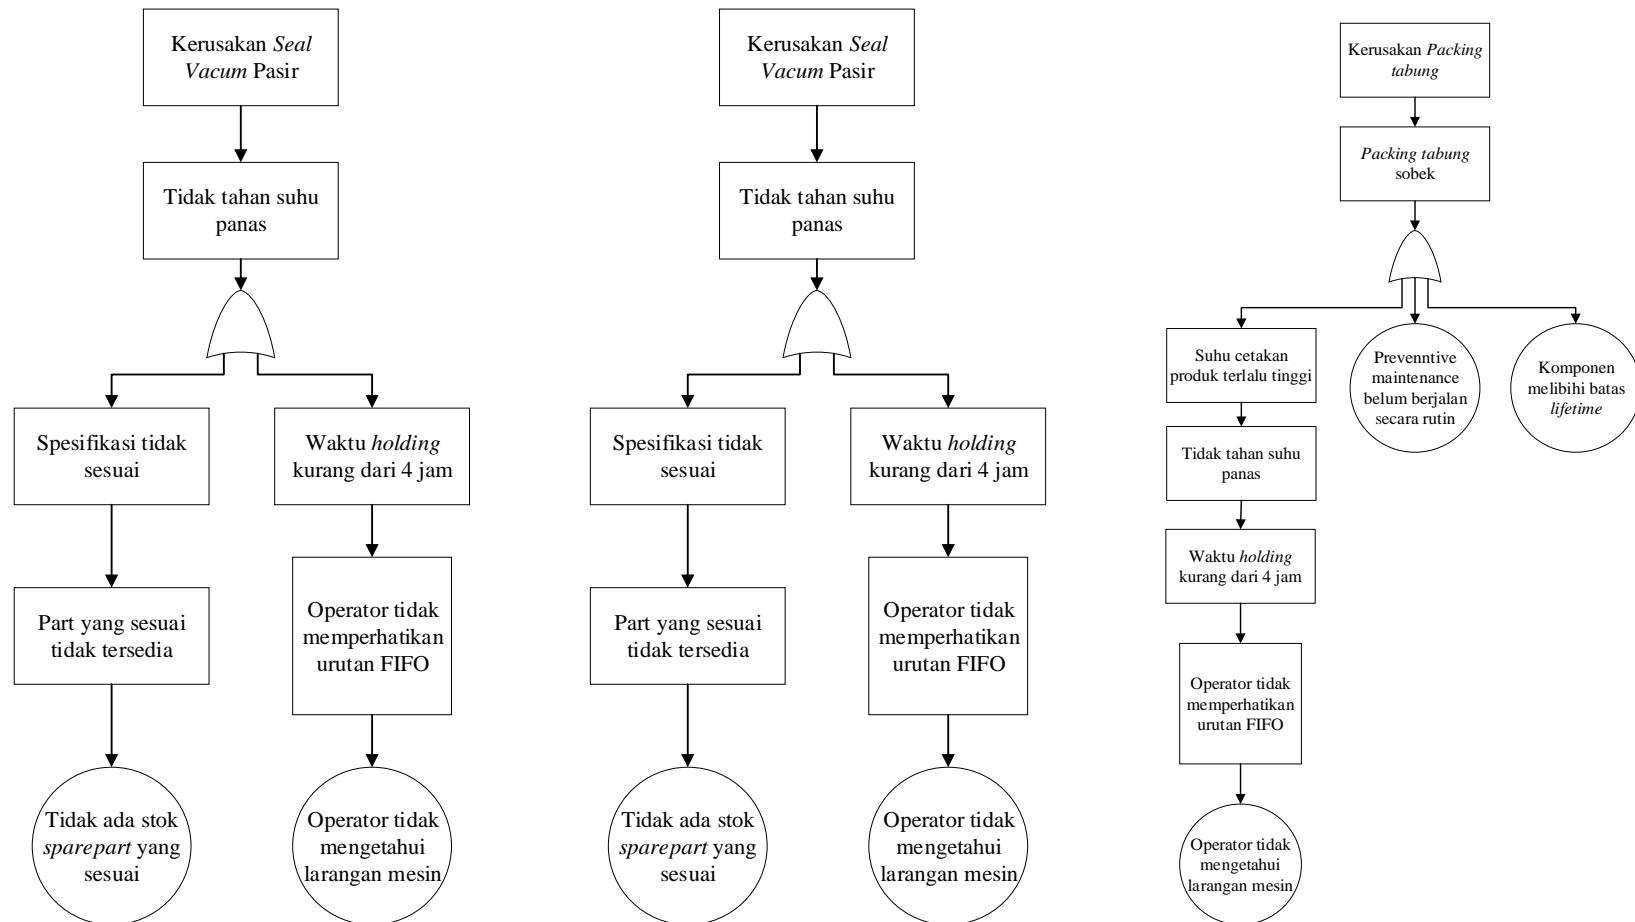 Kerusakan Seal
Vacum Pasir
Tidak tahan suhu
panas
Spesifikasi tidak
sesuai
Waktu holding
kurang dari 4 jam
Part yang sesuai
tidak tersedia
Operator tidak
memperhatikan
urutan FIFO
Tidak ada stok
sparepart yang
sesuai
Operator tidak
mengetahui
larangan mesin
Kerusakan Seal
Vacum Pasir
Tidak tahan suhu
panas
Spesifikasi tidak
sesuai
Waktu holding
kurang dari 4 jam
Part yang sesuai
tidak tersedia
Operator tidak
memperhatikan
urutan FIFO
Tidak ada stok
sparepart yang
sesuai
Operator tidak
mengetahui
larangan mesin
Kerusakan Packing
tabung
Packing tabung
sobek
Suhu cetakan
produk terlalu tinggi
Prevenntive
maintenance
belum berjalan
secara rutin
Komponen
melibihi batas
lifetime
Tidak tahan suhu
panas
Waktu holding
kurang dari 4 jam
Operator tidak
memperhatikan
urutan FIFO
Operator tidak
mengetahui
larangan mesin